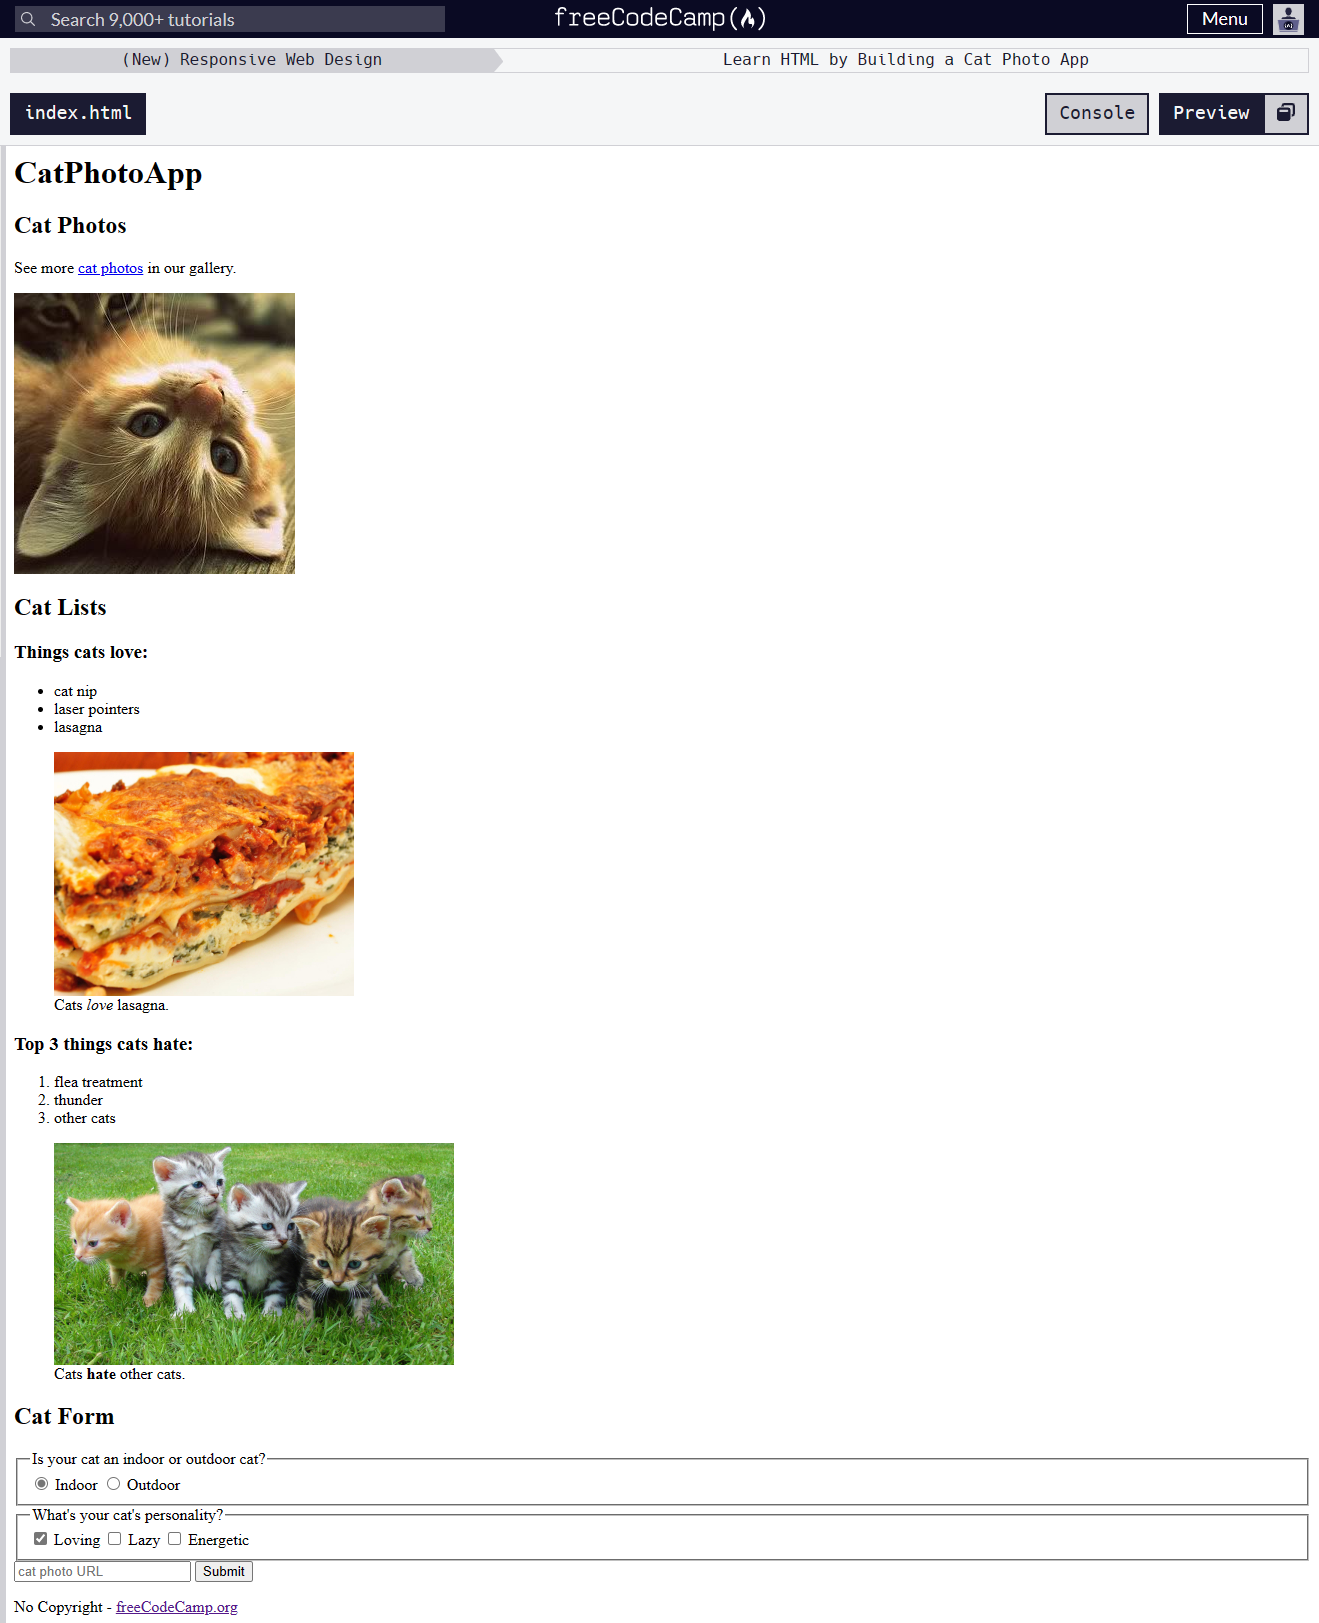 Search 9,000+ tutorials
freeCodeCamp(🔥)
Menu
(New) Responsive Web Design
Learn HTML by Building a Cat Photo App
index.html
Console
Preview
CatPhotoApp
Cat Photos
See more cat photos in our gallery.
Cat Lists
Things cats love:
• cat nip
• laser pointers
• lasagna
Cats love lasagna.
Top 3 things cats hate:
1. flea treatment
2. thunder
3. other cats
Cats hate other cats.
Cat Form
Is your cat an indoor or outdoor cat?
Indoor Outdoor
What's your cat's personality?
Loving Lazy Energetic
cat photo URL Submit
No Copyright - freeCodeCamp.org